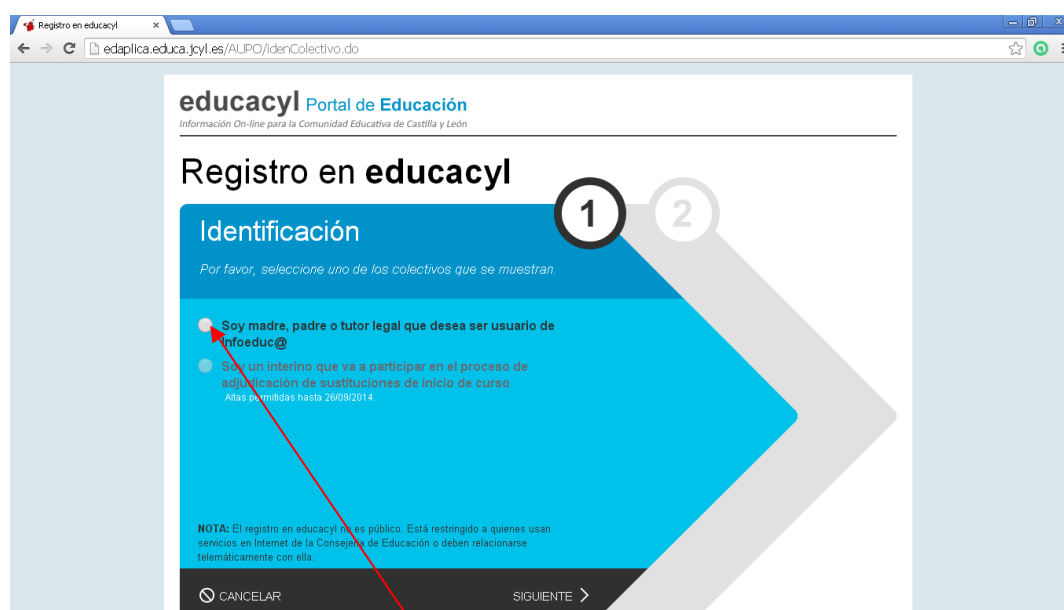 Registro en educacyl
edaplica.educa.jcyl.es/AUPO/idenColectivo.do
educacyl Portal de Educación
Información On-line para la Comunidad Educativa de Castilla y León
Registro en educacyl
1
2
Identificación
Por favor, seleccione uno de los colectivos que se muestran.
Soy madre, padre o tutor legal que desea ser usuario de
Infoeduc@
Soy un interino que va a participar en el proceso de
adjudicación de sustituciones de inicio de curso
Altas permitidas hasta 26/09/2014.
NOTA: El registro en educacyl no es público. Está restringido a quienes usan
servicios en Internet de la Consejería de Educación o deben relacionarse
telemáticamente con ella.
CANCELAR
SIGUIENTE